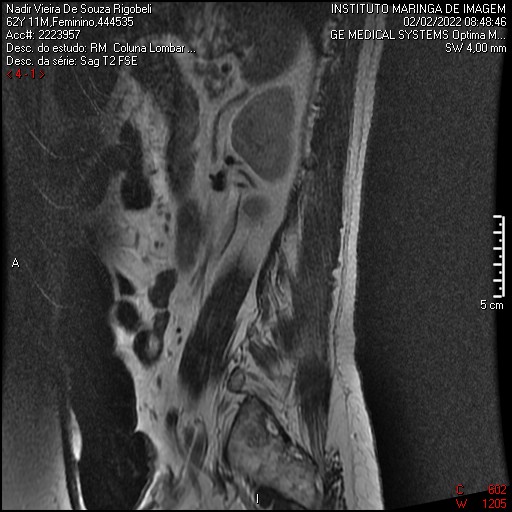 Nadir Vieira De Souza Rigobeli
62Y 11M,Feminino,444535
Acc#: 2223957
Desc. do estudo: RM Coluna Lombar ...
Desc. da série: Sag T2 FSE
<4 -1>
INSTITUTO MARINGA DE IMAGEM
02/02/2022 08:48:46
GE MEDICAL SYSTEMS Optima M...
SW 4,00 mm
A
5 cm
I
C 602
W 1205